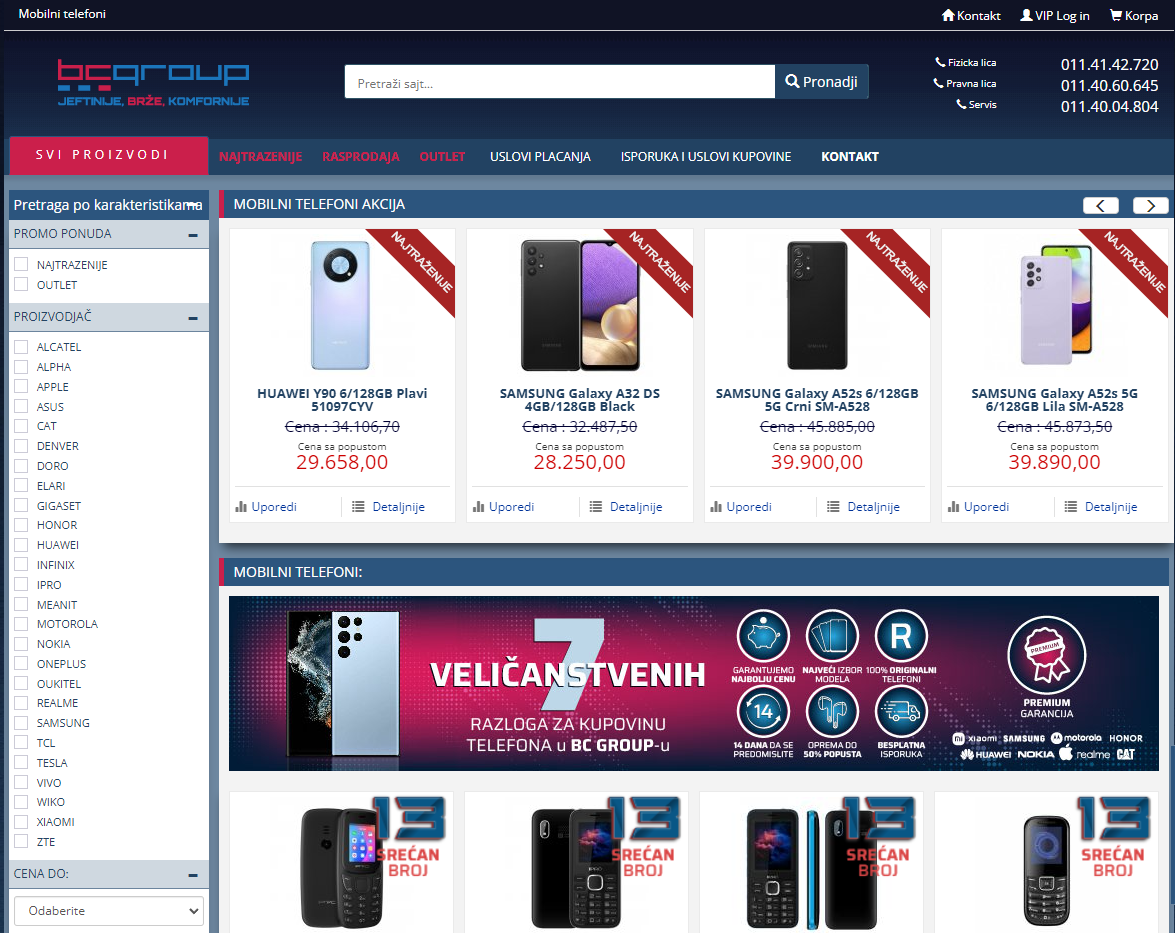 Mobilni telefoni
Kontakt
VIP Log in
Korpa
bcgroup
JEFTINIJE, BRŽE, KOMFORNIJE
Pretraži sajt...
Pronadji
Fizicka lica 011.41.42.720
Pravna lica 011.40.60.645
Servis 011.40.04.804
SVI PROIZVODI
NAJTRAZENIJE
RASPRODAJA
OUTLET
USLOVI PLACANJA
ISPORUKA I USLOVI KUPOVINE
KONTAKT
Pretraga po karakteristikama
PROMO PONUDA
NAJTRAZENIJE
OUTLET
PROIZVODJAČ
ALCATEL
ALPHA
APPLE
ASUS
CAT
DENVER
DORO
ELARI
GIGASET
HONOR
HUAWEI
INFINIX
IPRO
MEANIT
MOTOROLA
NOKIA
ONEPLUS
OUKITEL
REALME
SAMSUNG
TCL
TESLA
VIVO
WIKO
XIAOMI
ZTE
CENA DO:
Odaberite
MOBILNI TELEFONI AKCIJA
NAJTRAŽENIJE
HUAWEI Y90 6/128GB Plavi
51097CYV
Cena : 34.106,70
Cena sa popustom
29.658,00
Uporedi
Detaljnije
NAJTRAŽENIJE
SAMSUNG Galaxy A32 DS
4GB/128GB Black
Cena : 32.487,50
Cena sa popustom
28.250,00
Uporedi
Detaljnije
NAJTRAŽENIJE
SAMSUNG Galaxy A52s 6/128GB
5G Crni SM-A528
Cena : 45.885,00
Cena sa popustom
39.900,00
Uporedi
Detaljnije
NAJTRAŽENIJE
SAMSUNG Galaxy A52s 5G
6/128GB Lila SM-A528
Cena : 45.873,50
Cena sa popustom
39.890,00
Uporedi
Detaljnije
MOBILNI TELEFONI:
7
VELIČANSTVENIH
RAZLOGA ZA KUPOVINU
TELEFONA u BC GROUP-u
GARANTUJEMO
NAJBOLJU CENU
NAJVEĆI IZBOR
MODELA
R
100% ORIGINALNI
TELEFONI
14
14 DANA DA SE
PREDOMISLITE
OPREMA DO
50% POPUSTA
BESPLATNA
ISPORUKA
PREMIUM
PREMIUM
GARANCIJA
mi xiaomi SAMSUNG motorola HONOR
HUAWEI NOKIA realme CAT
13
SREĆAN
BROJ
13
SREĆAN
BROJ
13
SREĆAN
BROJ
13
SREĆAN
BROJ